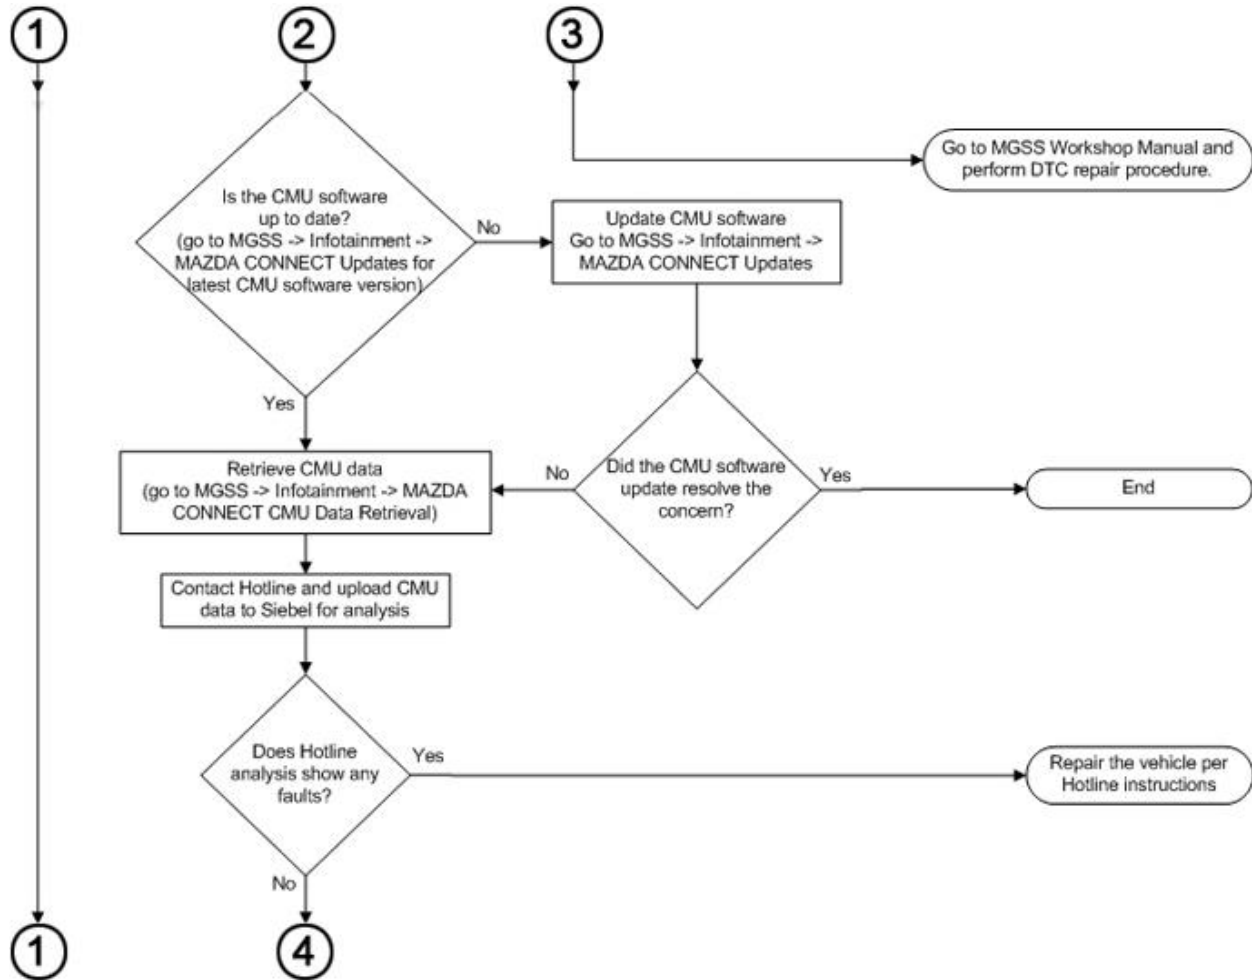 1
2
3
Go to MGSS Workshop Manual and
perform DTC repair procedure.
Is the CMU software
up to date?
(go to MGSS -> Infotainment ->
MAZDA CONNECT Updates for
latest CMU software version)
No
Update CMU software
Go to MGSS -> Infotainment ->
MAZDA CONNECT Updates
Yes
Retrieve CMU data
(go to MGSS -> Infotainment -> MAZDA
CONNECT CMU Data Retrieval)
No
Did the CMU software
update resolve the
concern?
Yes
End
Contact Hotline and upload CMU
data to Siebel for analysis
Does Hotline
analysis show any
faults?
Yes
Repair the vehicle per
Hotline instructions
No
1
4